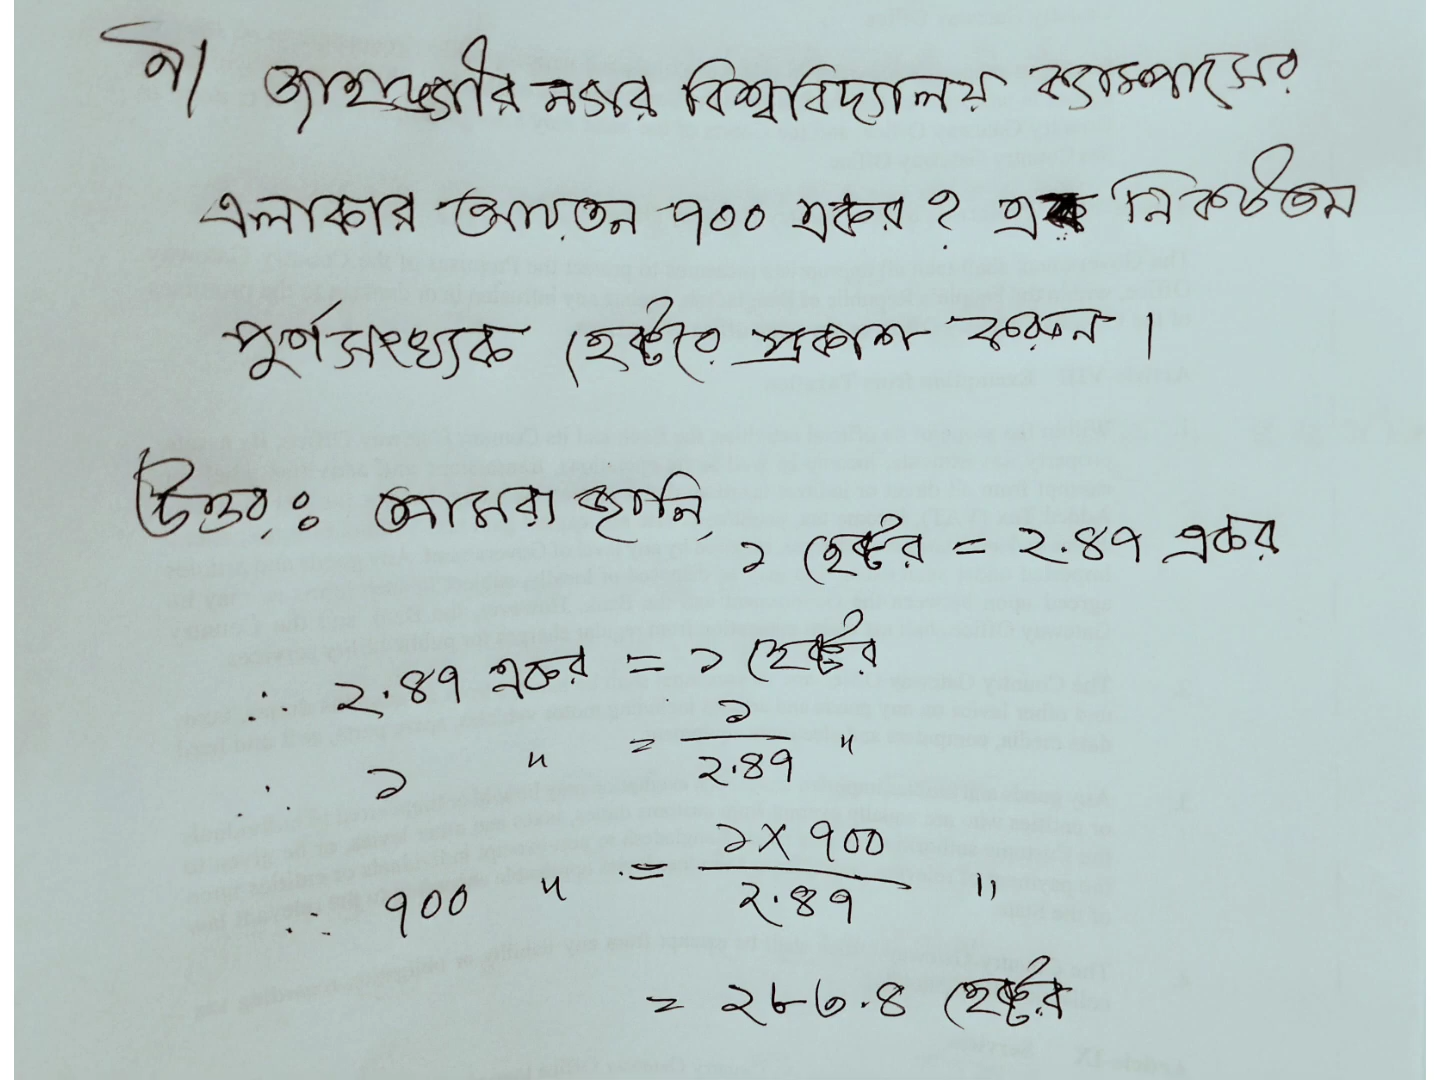 ৭। জাহাঙ্গীর নগর বিশ্ববিদ্যালয় ক্যাম্পাসের
এলাকার আয়তন ৭০০ একর? একে নিকটতম
পুর্ণসংখ্যক হেক্টরে প্রকাশ করুন।
উত্তর: আমরা জানি,
১ হেক্টর = ২.৪৭ একর
∴ ২.৪৭ একর = ১ হেক্টর
∴ ১ " = ১/২.৪৭ "
∴ ৭০০ " = ১×৭০০/২.৪৭ "
= ২৮৩.৪ হেক্টর